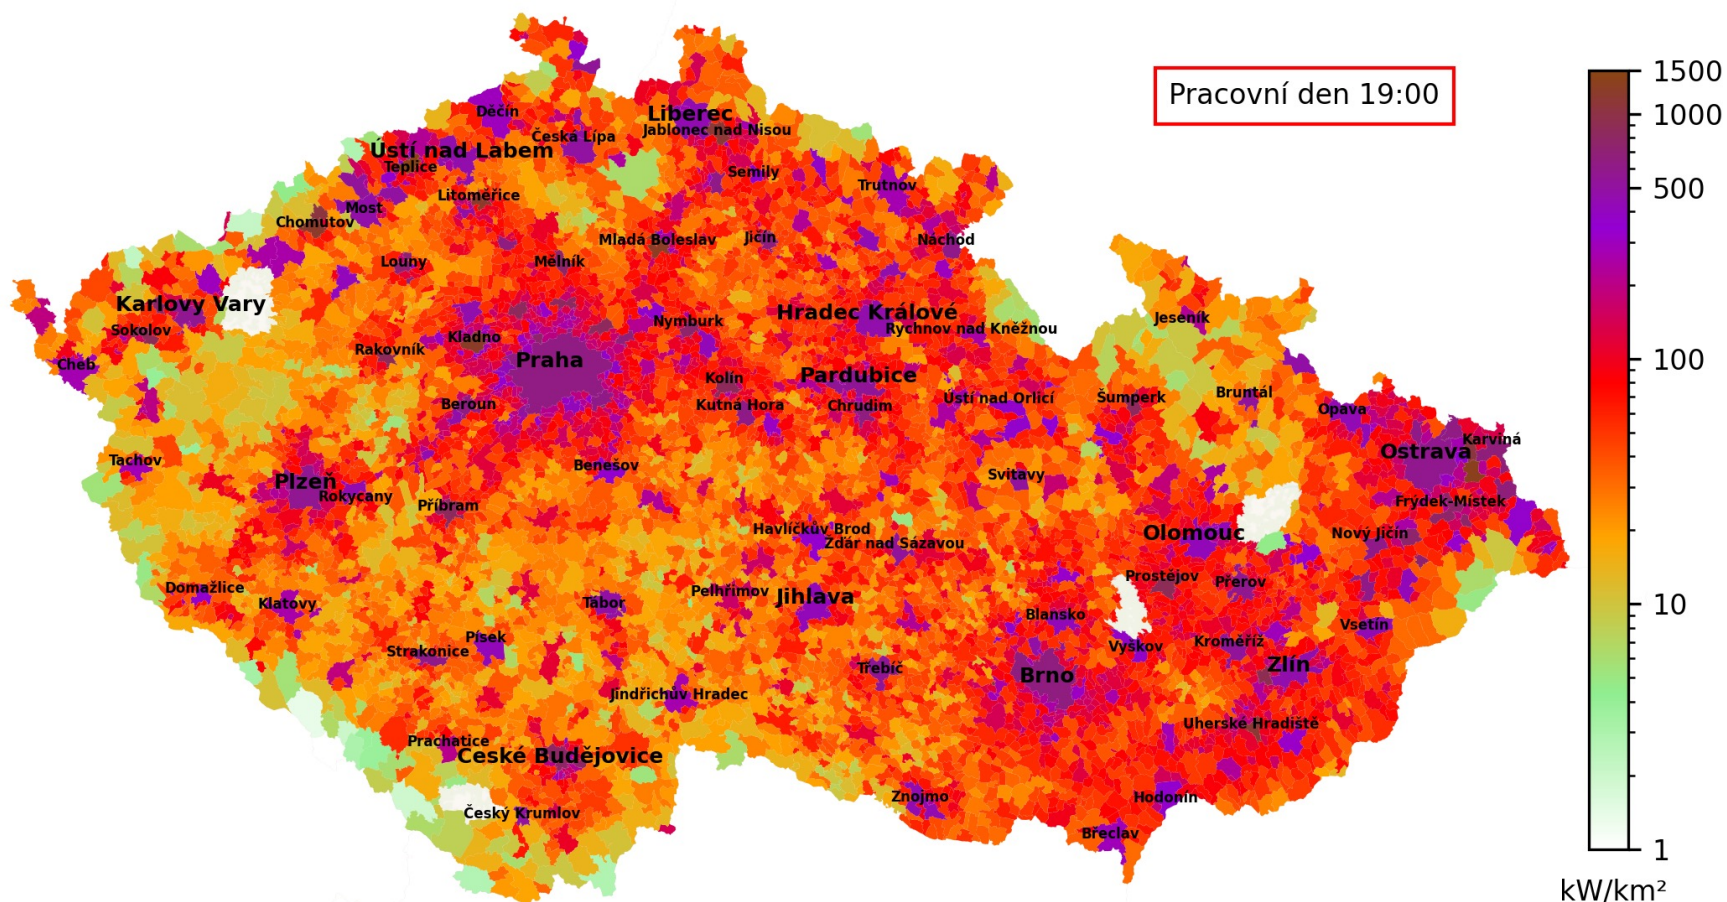 Pracovní den 19:00
1500
1000
500
100
10
1
kW/km²
Děčín
Liberec
Česká Lípa
Jablonec nad Nisou
Ústí nad Labem
Teplice
Semily
Trutnov
Litoměřice
Most
Chomutov
Mladá Boleslav
Jičín
Náchod
Louny
Mělník
Karlovy Vary
Sokolov
Hradec Králové
Rychnov nad Kněžnou
Jeseník
Nymburk
Kladno
Rakovník
Praha
Cheb
Kolín
Pardubice
Beroun
Kutná Hora
Chrudim
Ústí nad Orlicí
Šumperk
Bruntál
Opava
Karviná
Ostrava
Tachov
Benešov
Svitavy
Plzeň
Rokycany
Příbram
Frýdek-Místek
Havlíčkův Brod
Žďár nad Sázavou
Olomouc
Nový Jičín
Prostějov
Přerov
Domažlice
Klatovy
Tábor
Pelhřimov
Jihlava
Blansko
Vsetín
Písek
Strakonice
Vyškov
Kroměříž
Zlín
Třebíč
Brno
Jindřichův Hradec
Uherské Hradiště
Prachatice
České Budějovice
Znojmo
Hodonín
Český Krumlov
Břeclav